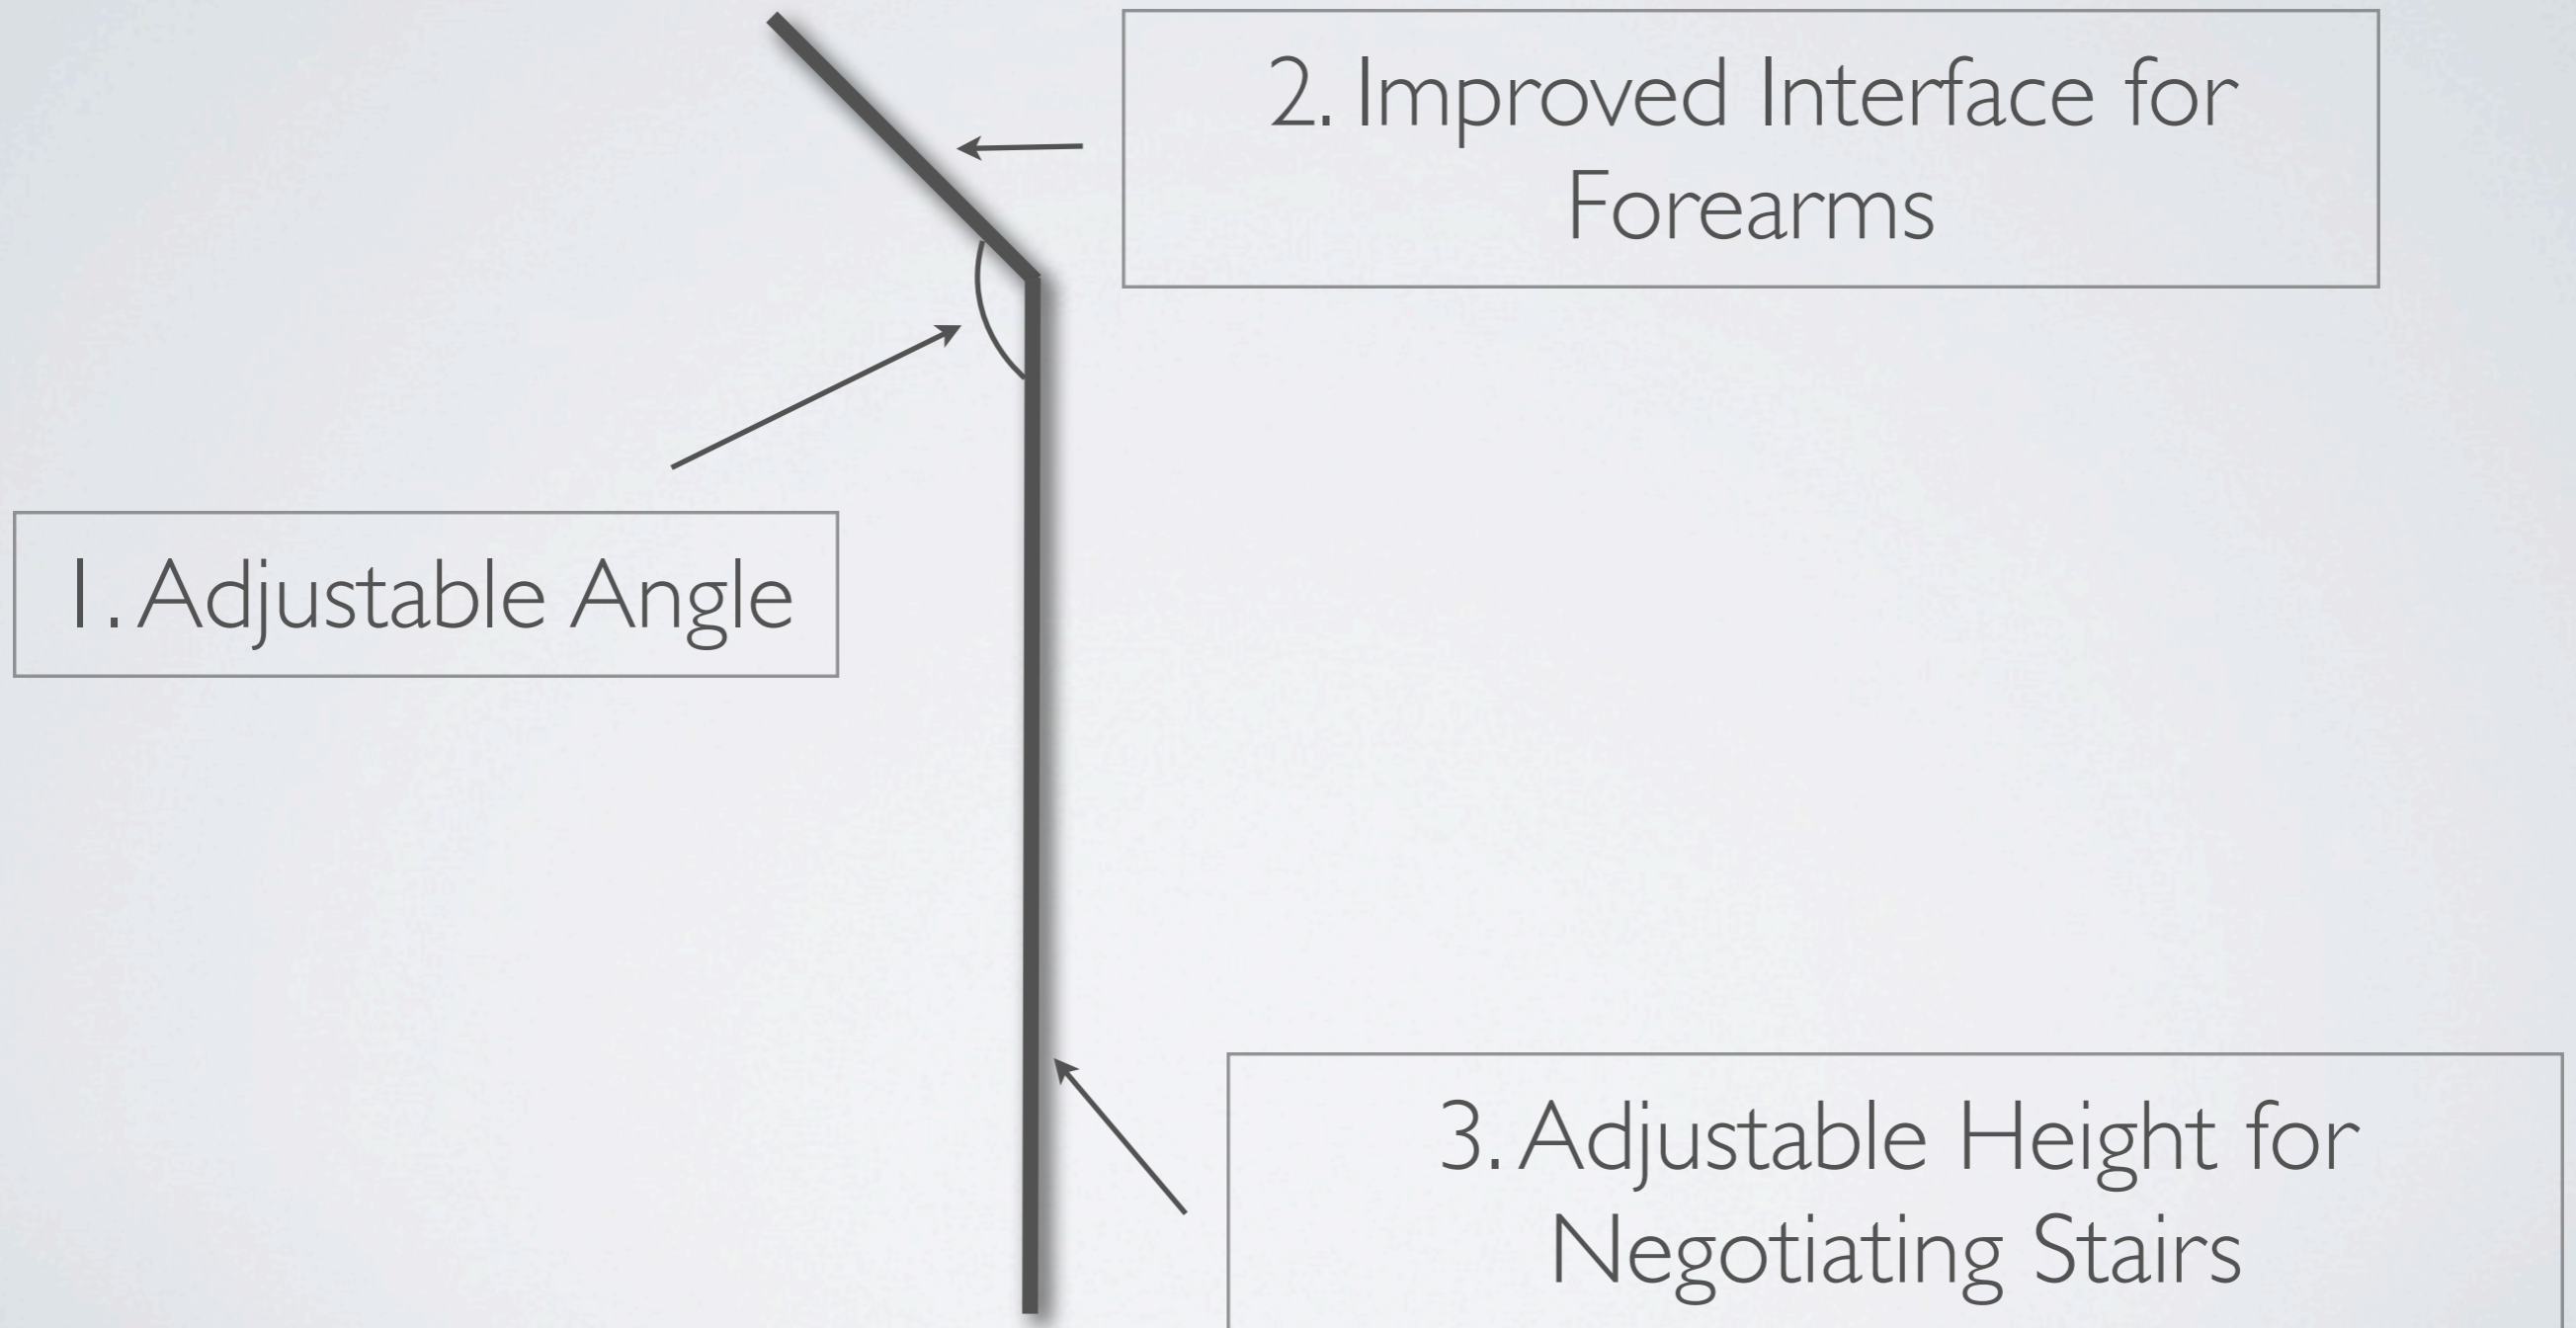 2. Improved Interface for
Forearms
1. Adjustable Angle
3. Adjustable Height for
Negotiating Stairs